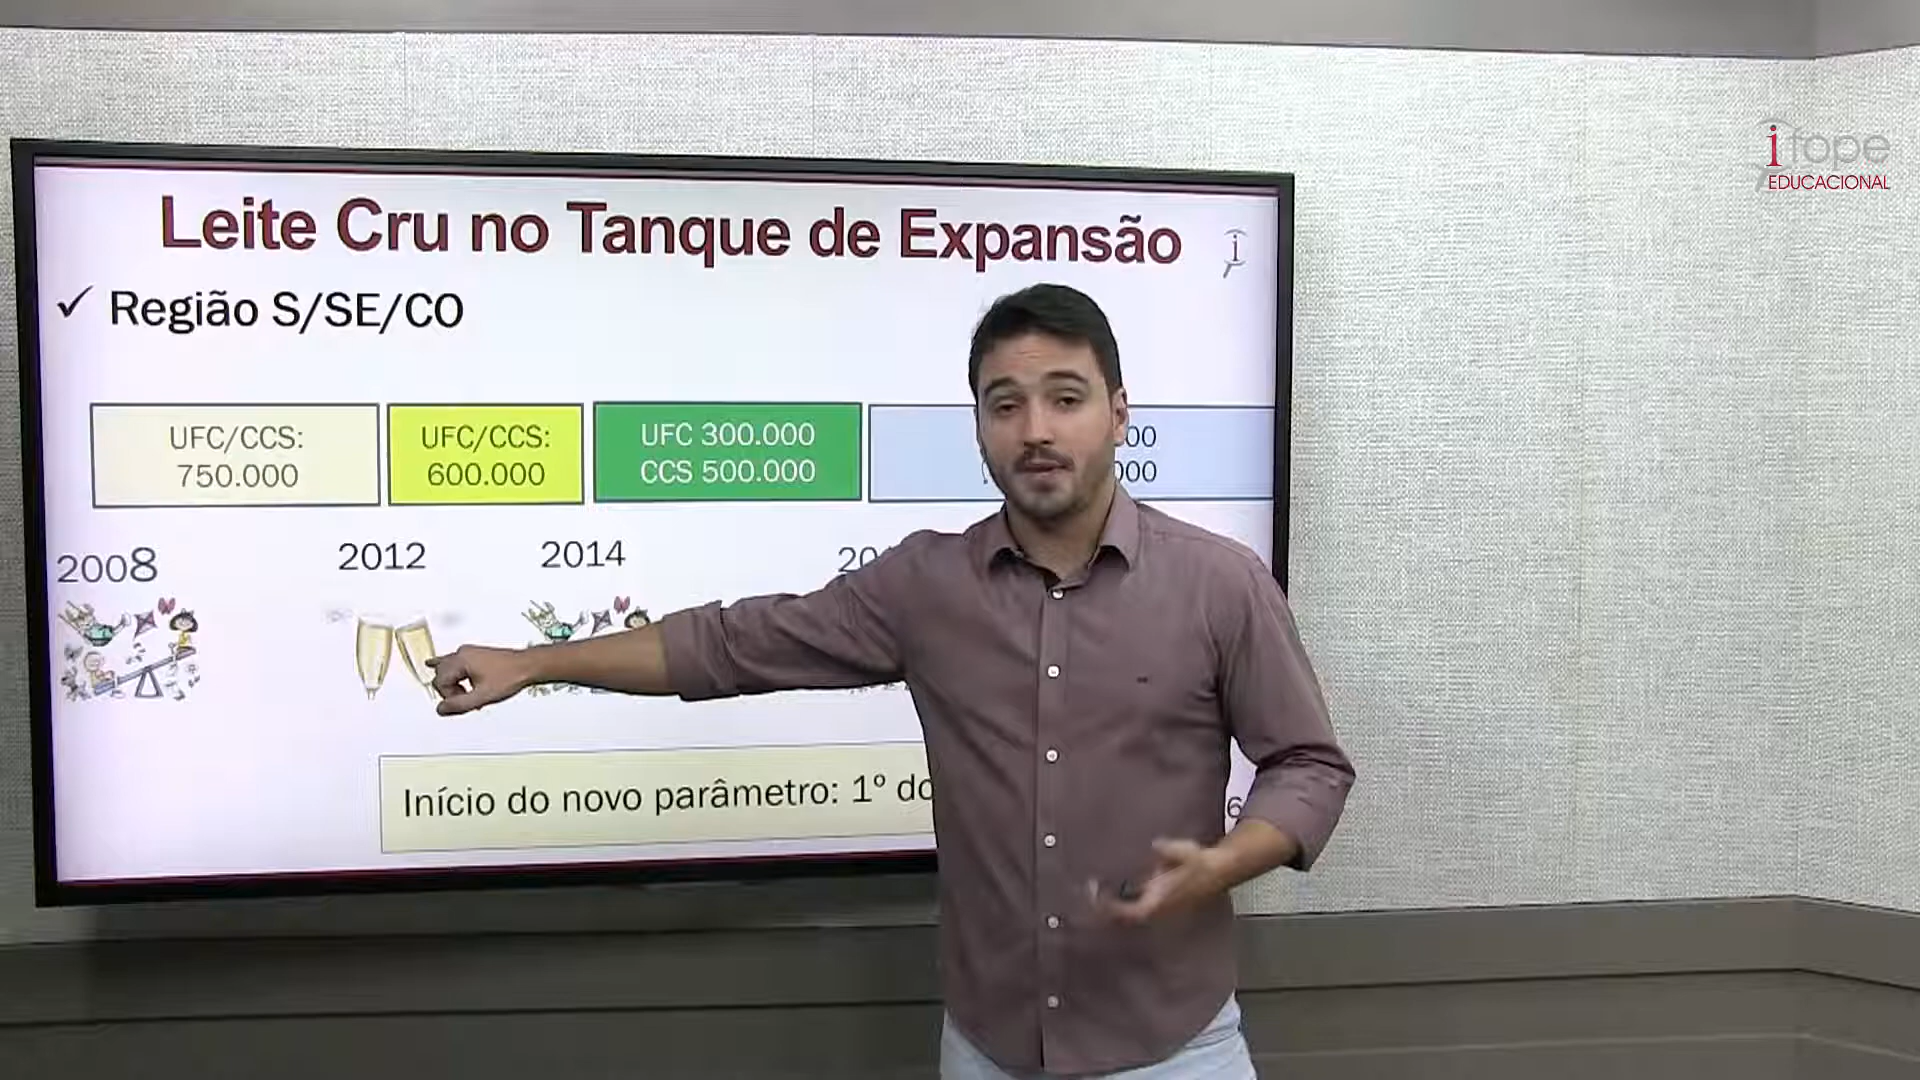 ifope
EDUCACIONAL
Leite Cru no Tanque de Expansão
✓ Região S/SE/CO
UFC/CCS:
750.000
UFC/CCS:
600.000
UFC 300.000
CCS 500.000
2008
2012
2014
Início do novo parâmetro: 1º